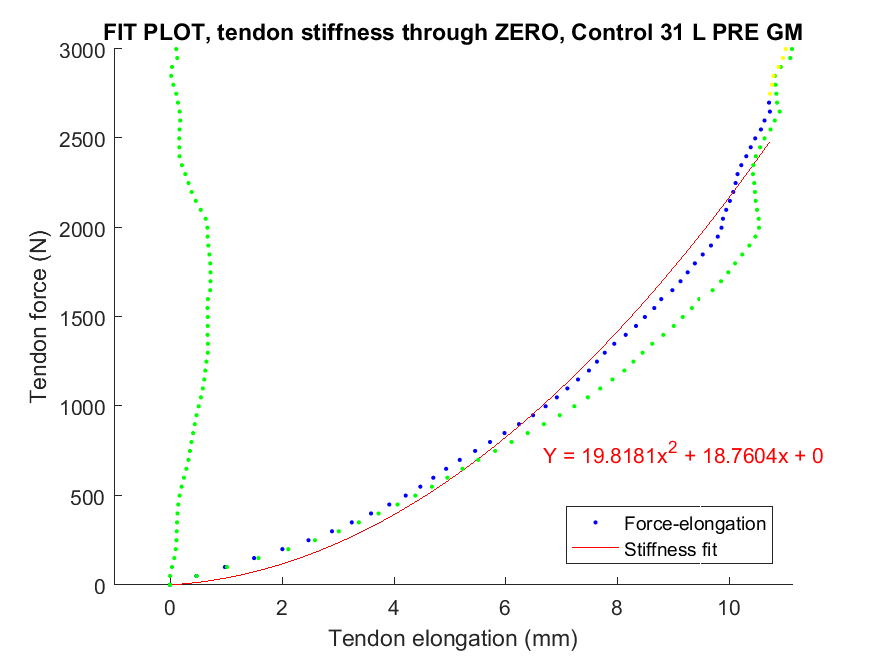 FIT PLOT, tendon stiffness through ZERO, Control 31 L PRE GM
3000
2500
2000
1500
1000
500
0
Tendon force (N)
Y = 19.8181x² + 18.7604x + 0
Force-elongation
Stiffness fit
0 2 4 6 8 10
Tendon elongation (mm)